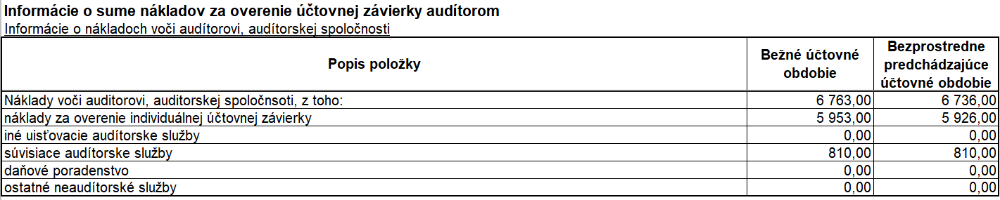 Informácie o sume nákladov za overenie účtovnej závierky audítorom
Informácie o nákladoch voči audítorovi, audítorskej spoločnosti
Popis položky
Bežné účtovné
obdobie
Bezprostredne
predchádzajúce
účtovné obdobie
Náklady voči auditorovi, auditorskej spoločnsoti, z toho: 6 763,00 6 736,00
náklady za overenie individuálnej účtovnej závierky 5 953,00 5 926,00
iné uisťovacie audítorske služby 0,00 0,00
súvisiace audítorske služby 810,00 810,00
daňové poradenstvo 0,00 0,00
ostatné neaudítorské služby 0,00 0,00